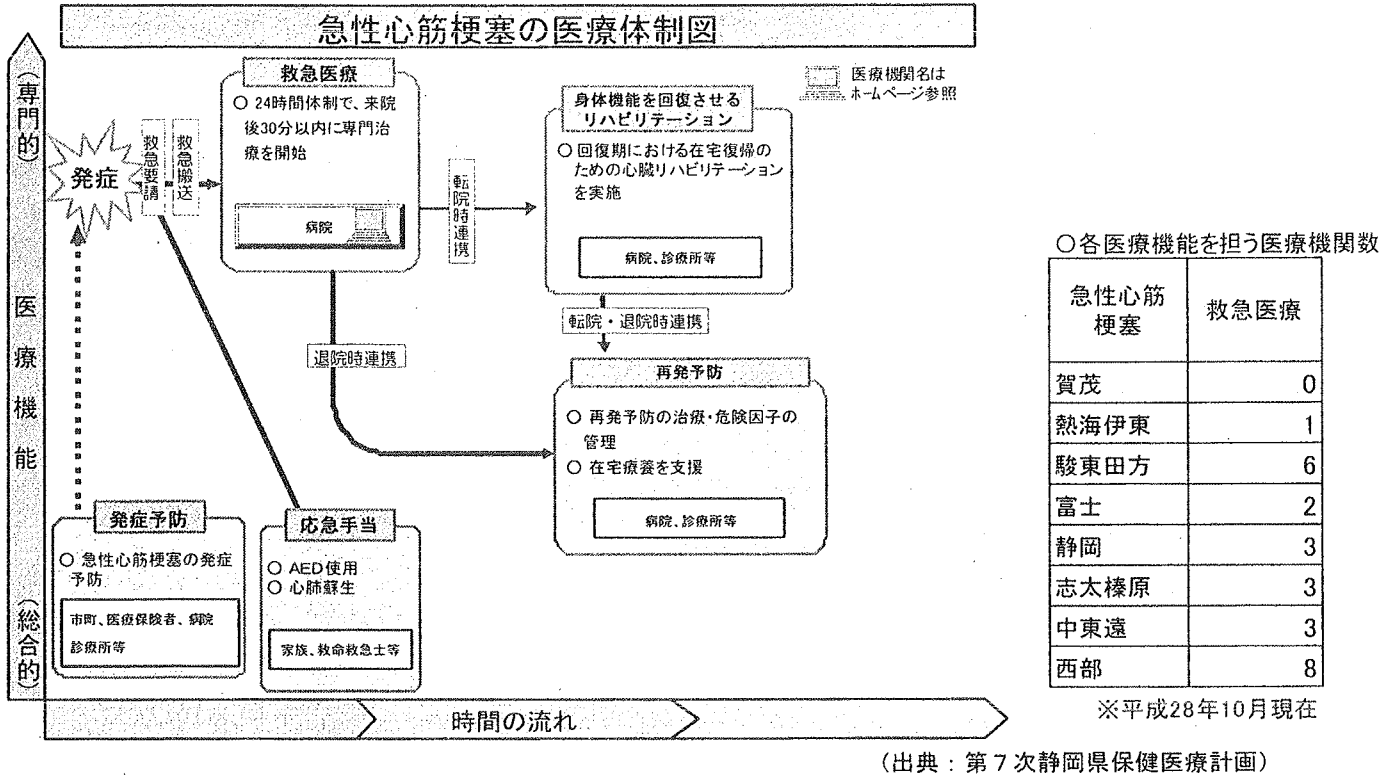 急性心筋梗塞の医療体制図
(専門的)
医療機能
(総合的)
発症
救急要請
救急搬送
救急医療
○ 24時間体制で、来院
後30分以内に専門治
療を開始
病院
転院時連携
身体機能を回復させる
リハビリテーション
○ 回復期における在宅復帰の
ための心臓リハビリテーション
を実施
病院、診療所等
医療機関名は
ホームページ参照
転院・退院時連携
退院時連携
再発予防
○ 再発予防の治療・危険因子の
管理
○ 在宅療養を支援
病院、診療所等
発症予防
○ 急性心筋梗塞の発症
予防
市町、医療保険者、病院
診療所等
応急手当
○ AED使用
○ 心肺蘇生
家族、救命救急士等
時間の流れ
○各医療機能を担う医療機関数
急性心筋
梗塞
救急医療
賀茂 0
熱海伊東 1
駿東田方 6
富士 2
静岡 3
志太榛原 3
中東遠 3
西部 8
※平成28年10月現在
(出典：第7次静岡県保健医療計画)